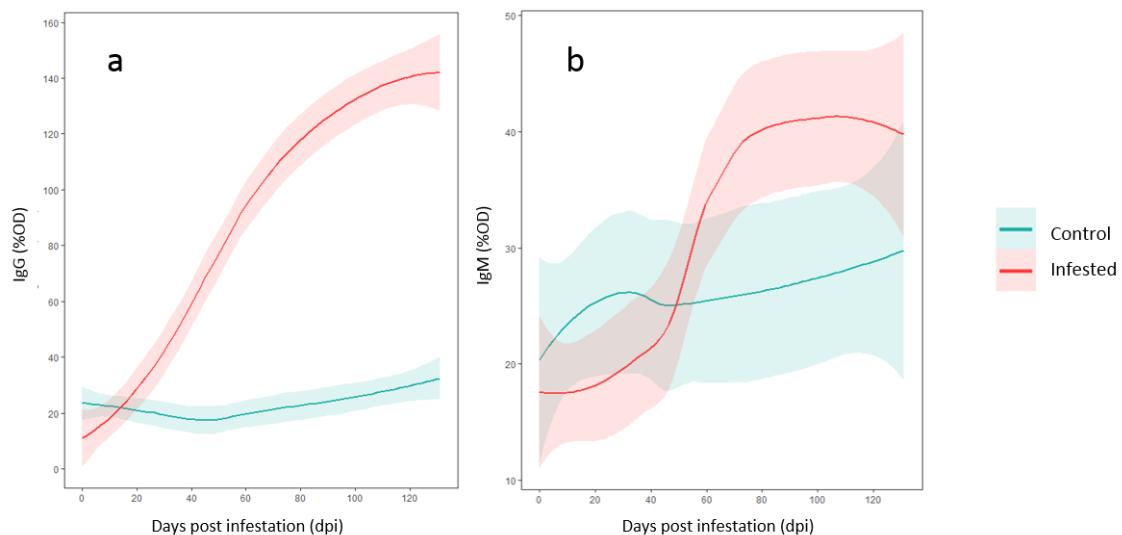 a
160
140
120
100
80
60
40
20
0
IgG (%OD)
0 20 40 60 80 100 120
Days post infestation (dpi)
b
50
40
30
20
10
IgM (%OD)
0 20 40 60 80 100 120
Days post infestation (dpi)
Control
Infested